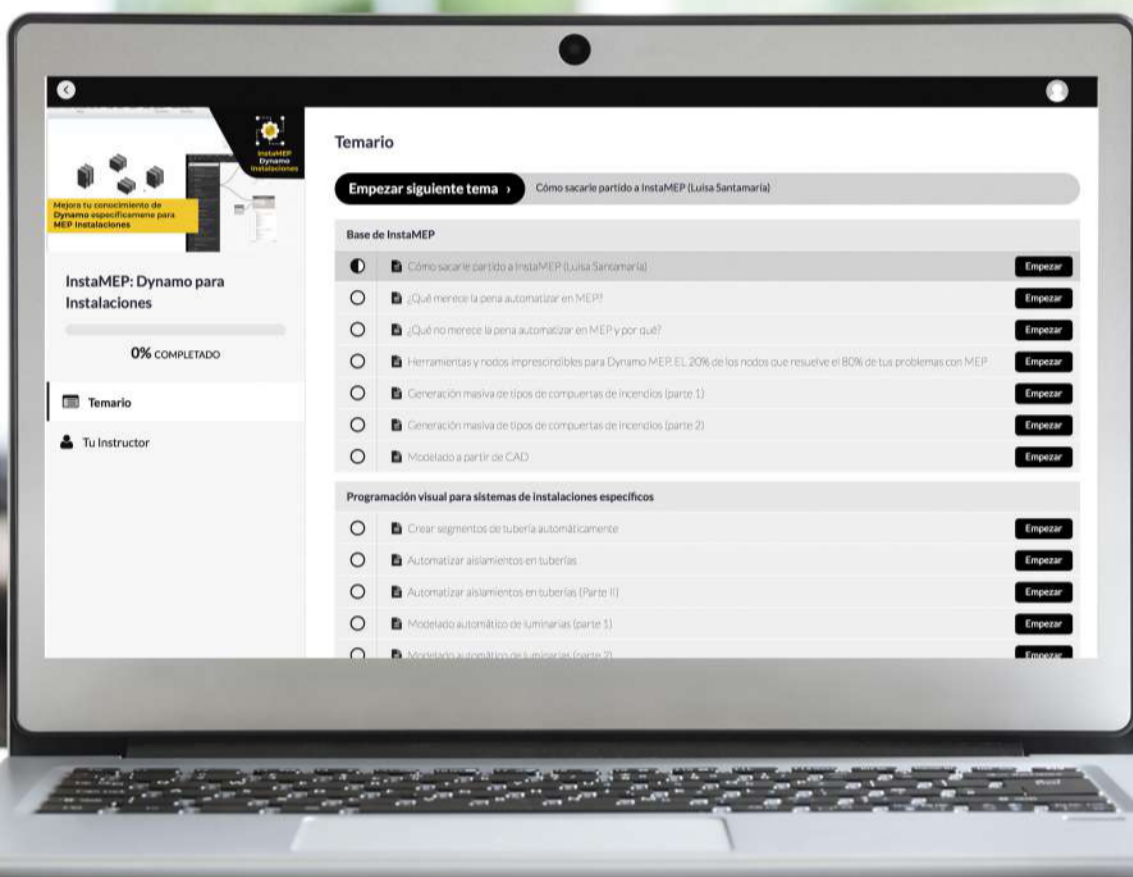 InstaMEP
Dynamo
Instalaciones
Mejora tu conocimiento de
Dynamo especificamene para
MEP Instalaciones
InstaMEP: Dynamo para
Instalaciones
0% COMPLETADO
Temario
Tu Instructor
Temario
Empezar siguiente tema › Cómo sacarle partido a InstaMEP (Luisa Santamaría)
Base de InstaMEP
Cómo sacarle partido a InstaMEP (Luisa Santamaría) Empezar
¿Qué merece la pena automatizar en MEP? Empezar
¿Qué no merece la pena automatizar en MEP y por qué? Empezar
Herramientas y nodos imprescindibles para Dynamo MEP. EL 20% de los nodos que resuelve el 80% de tus problemas con MEP Empezar
Generación masiva de tipos de compuertas de incendios (parte 1) Empezar
Generación masiva de tipos de compuertas de incendios (parte 2) Empezar
Modelado a partir de CAD Empezar
Programación visual para sistemas de instalaciones específicos
Crear segmentos de tubería automáticamente Empezar
Automatizar aislamientos en tuberías Empezar
Automatizar aislamientos en tuberías (Parte II) Empezar
Modelado automático de luminarias (parte 1) Empezar
Modelado automático de luminarias (parte 2) Empezar